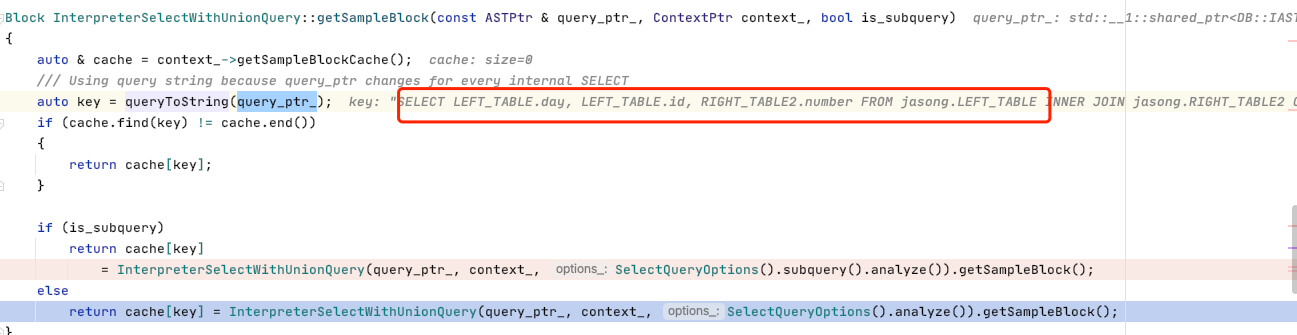 Block InterpreterSelectWithUnionQuery::getSampleBlock(const ASTPtr & query_ptr_, ContextPtr context_, bool is_subquery)  query_ptr_: std::__1::shared_ptr<DB::IAST
{
    auto & cache = context_->getSampleBlockCache();  cache: size=0
    /// Using query string because query_ptr changes for every internal SELECT
    auto key = queryToString(query_ptr_);  key: "SELECT LEFT_TABLE.day, LEFT_TABLE.id, RIGHT_TABLE2.number FROM jasong.LEFT_TABLE INNER JOIN jasong.RIGHT_TABLE2
    if (cache.find(key) != cache.end())
    {
        return cache[key];
    }
    if (is_subquery)
        return cache[key]
            = InterpreterSelectWithUnionQuery(query_ptr_, context_, options_: SelectQueryOptions().subquery().analyze()).getSampleBlock();
    else
        return cache[key] = InterpreterSelectWithUnionQuery(query_ptr_, context_, options_: SelectQueryOptions().analyze()).getSampleBlock();
}